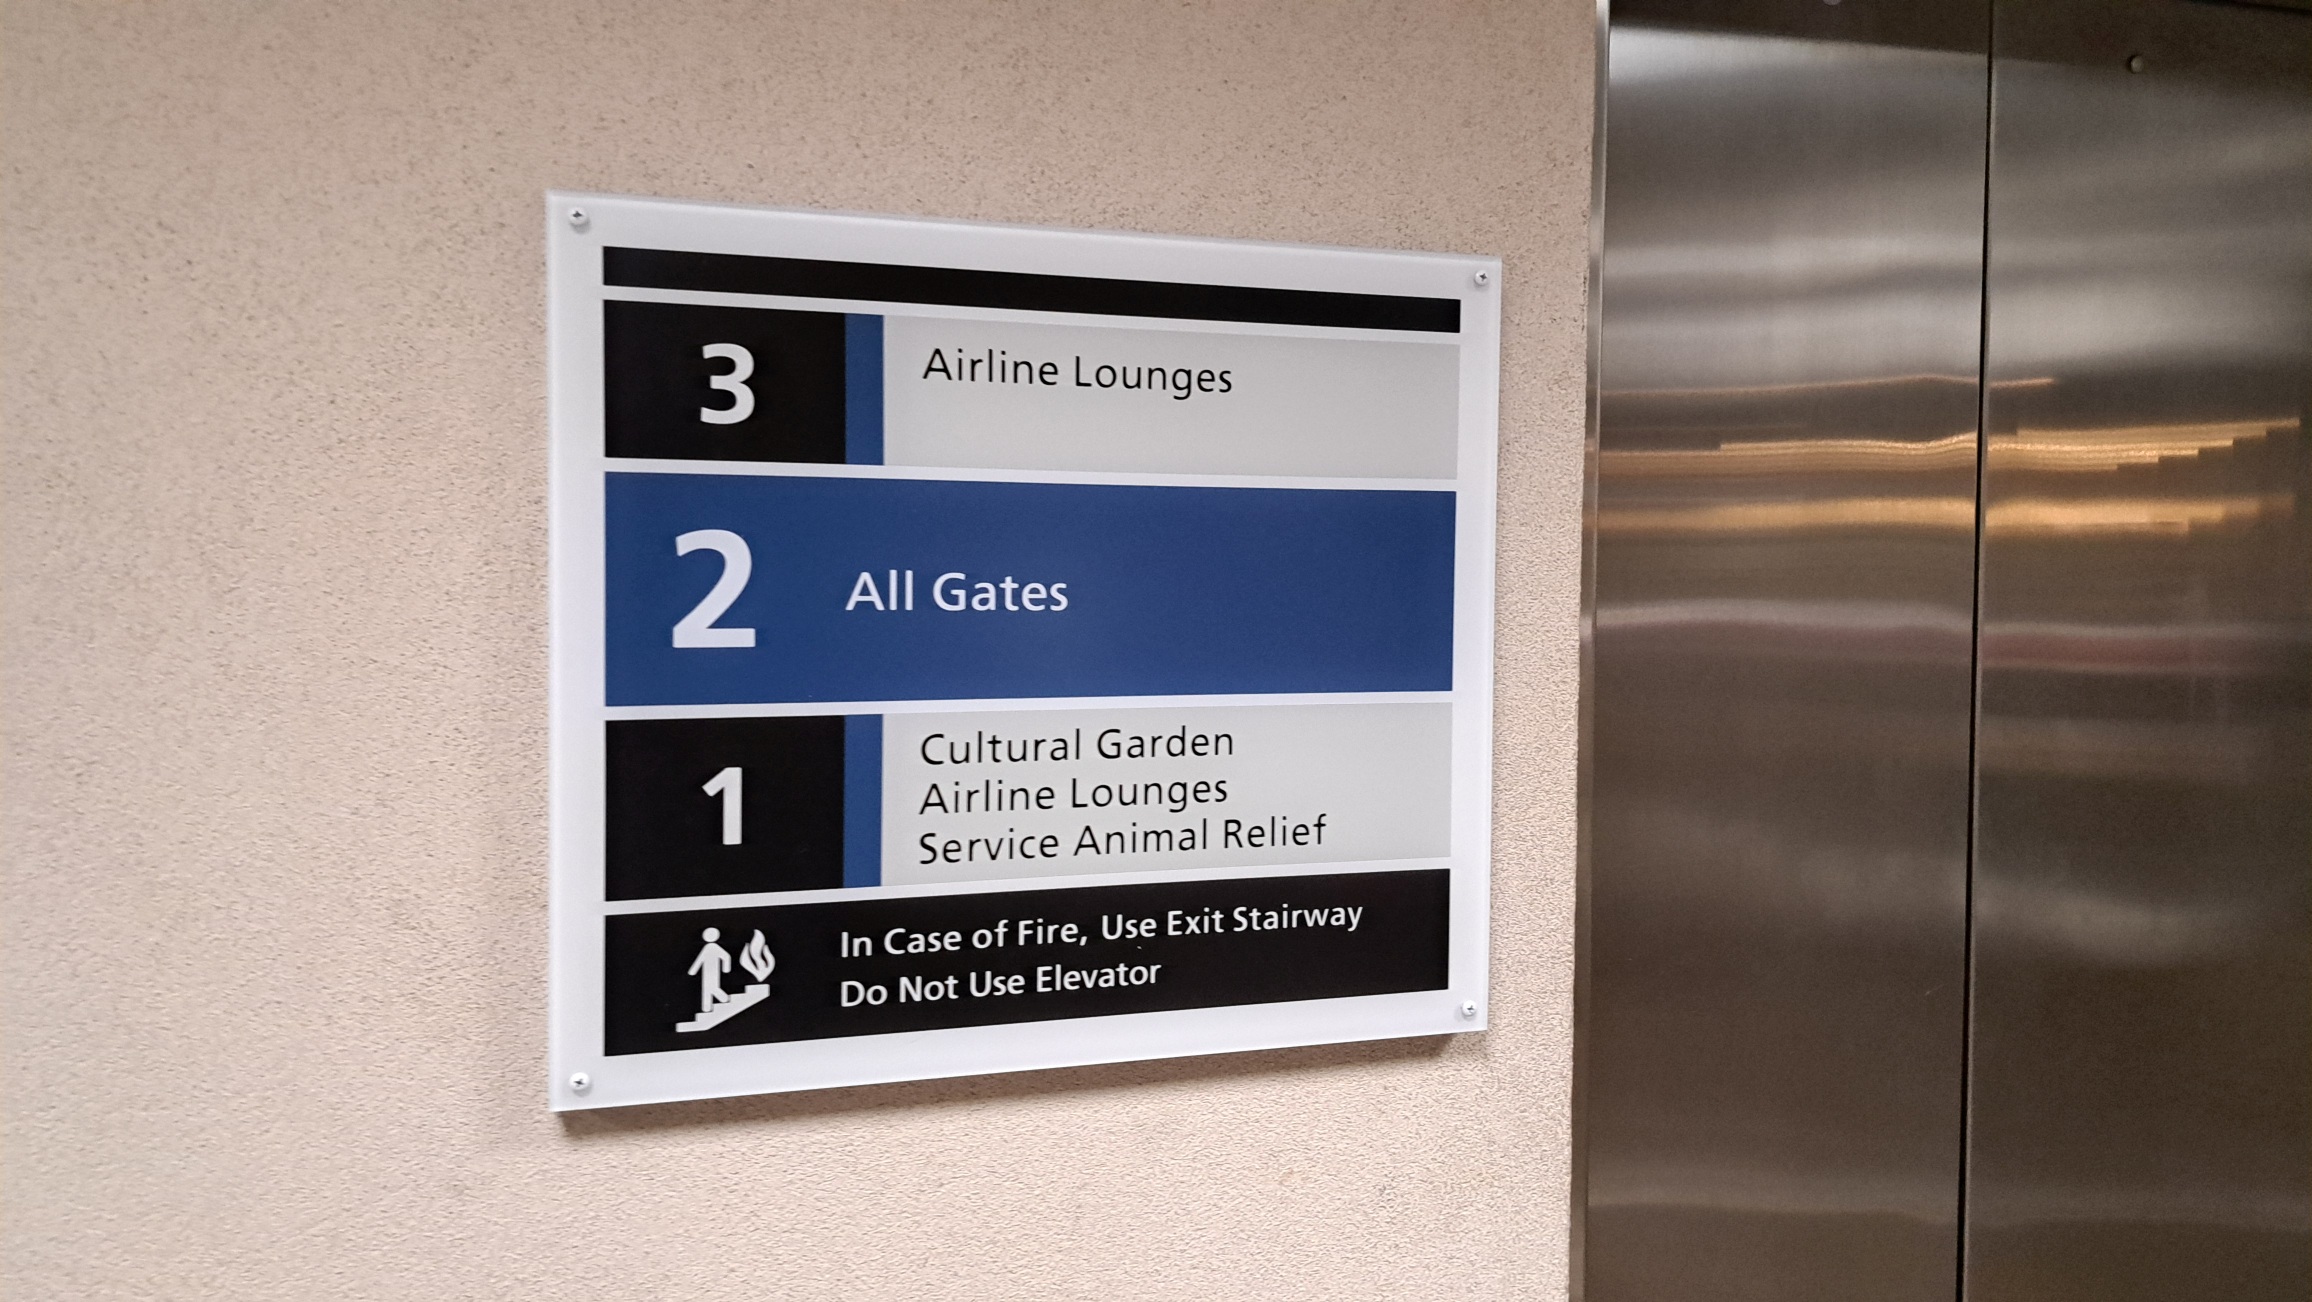 3 Airline Lounges
2 All Gates
1 Cultural Garden
Airline Lounges
Service Animal Relief
In Case of Fire, Use Exit Stairway
Do Not Use Elevator